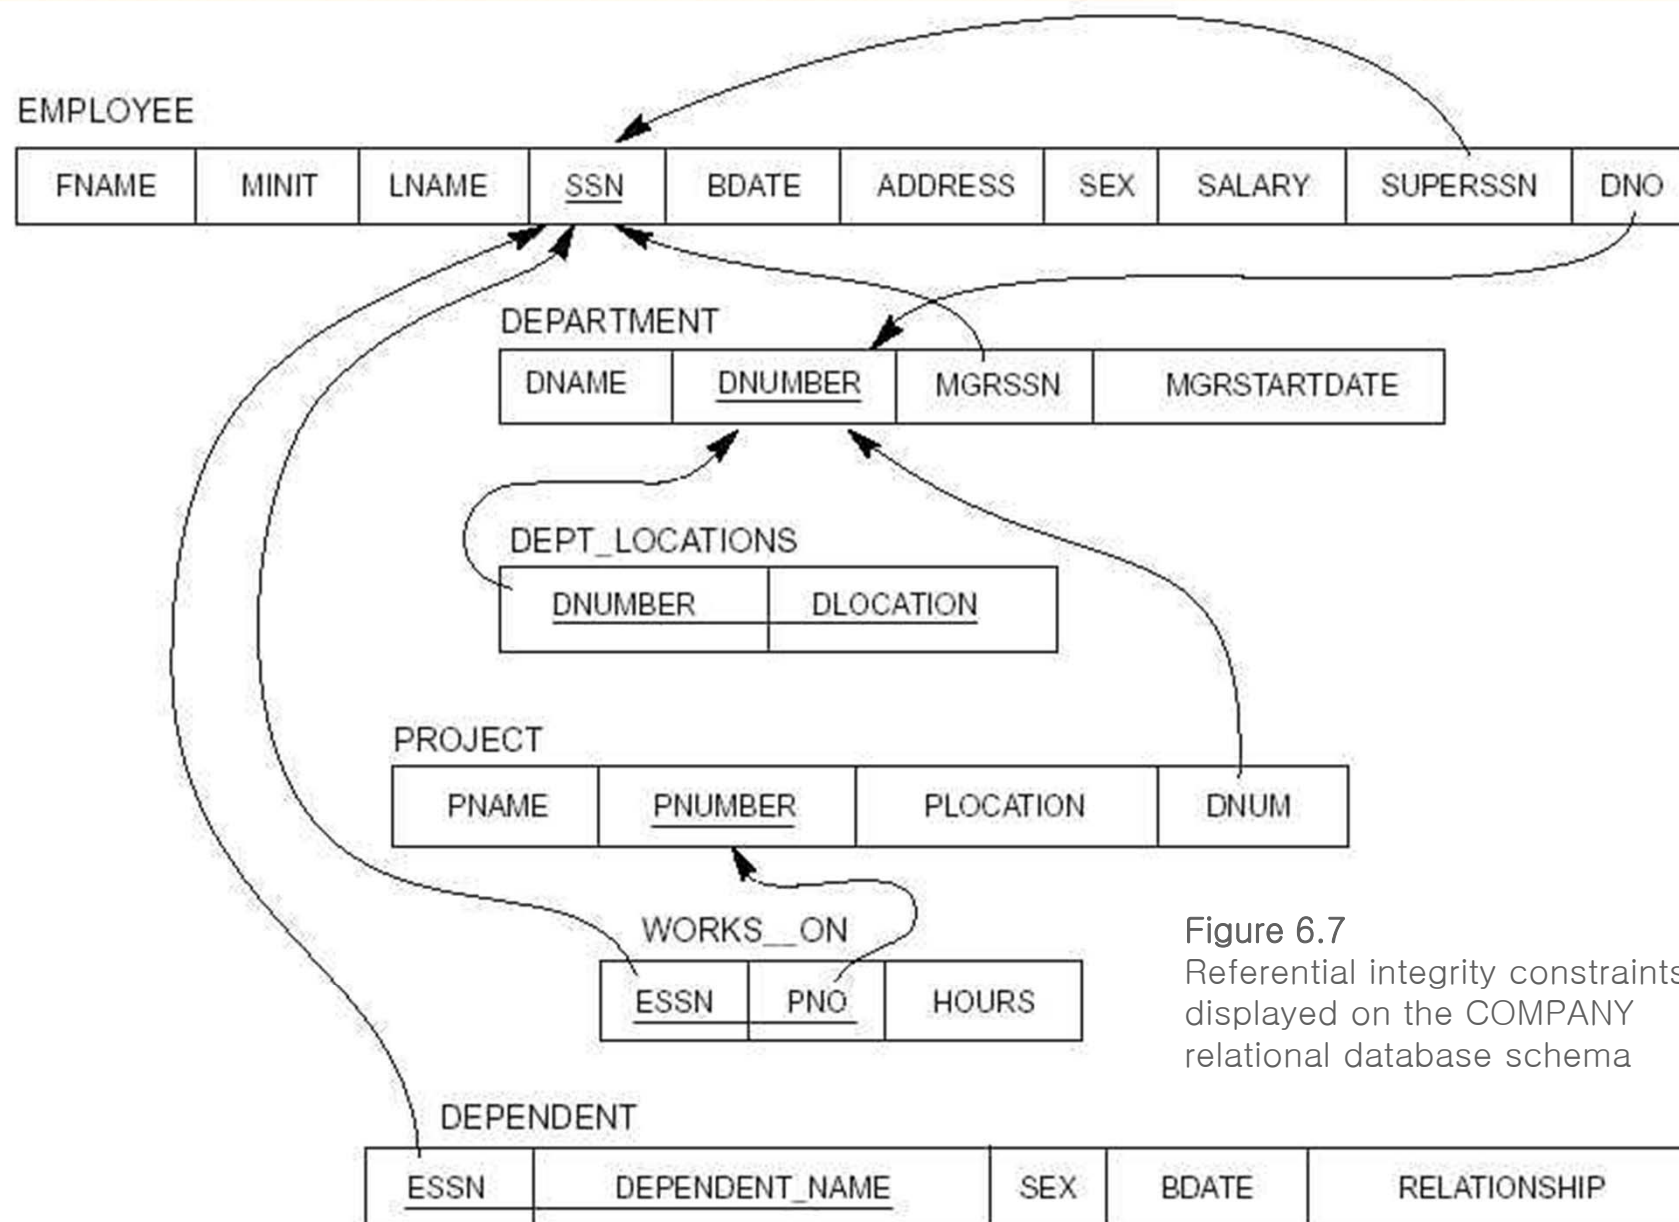 EMPLOYEE
FNAME MINIT LNAME SSN BDATE ADDRESS SEX SALARY SUPERSSN DNO
DEPARTMENT
DNAME DNUMBER MGRSSN MGRSTARTDATE
DEPT_LOCATIONS
DNUMBER DLOCATION
PROJECT
PNAME PNUMBER PLOCATION DNUM
WORKS__ON
ESSN PNO HOURS
Figure 6.7
Referential integrity constraints
displayed on the COMPANY
relational database schema
DEPENDENT
ESSN DEPENDENT_NAME SEX BDATE RELATIONSHIP